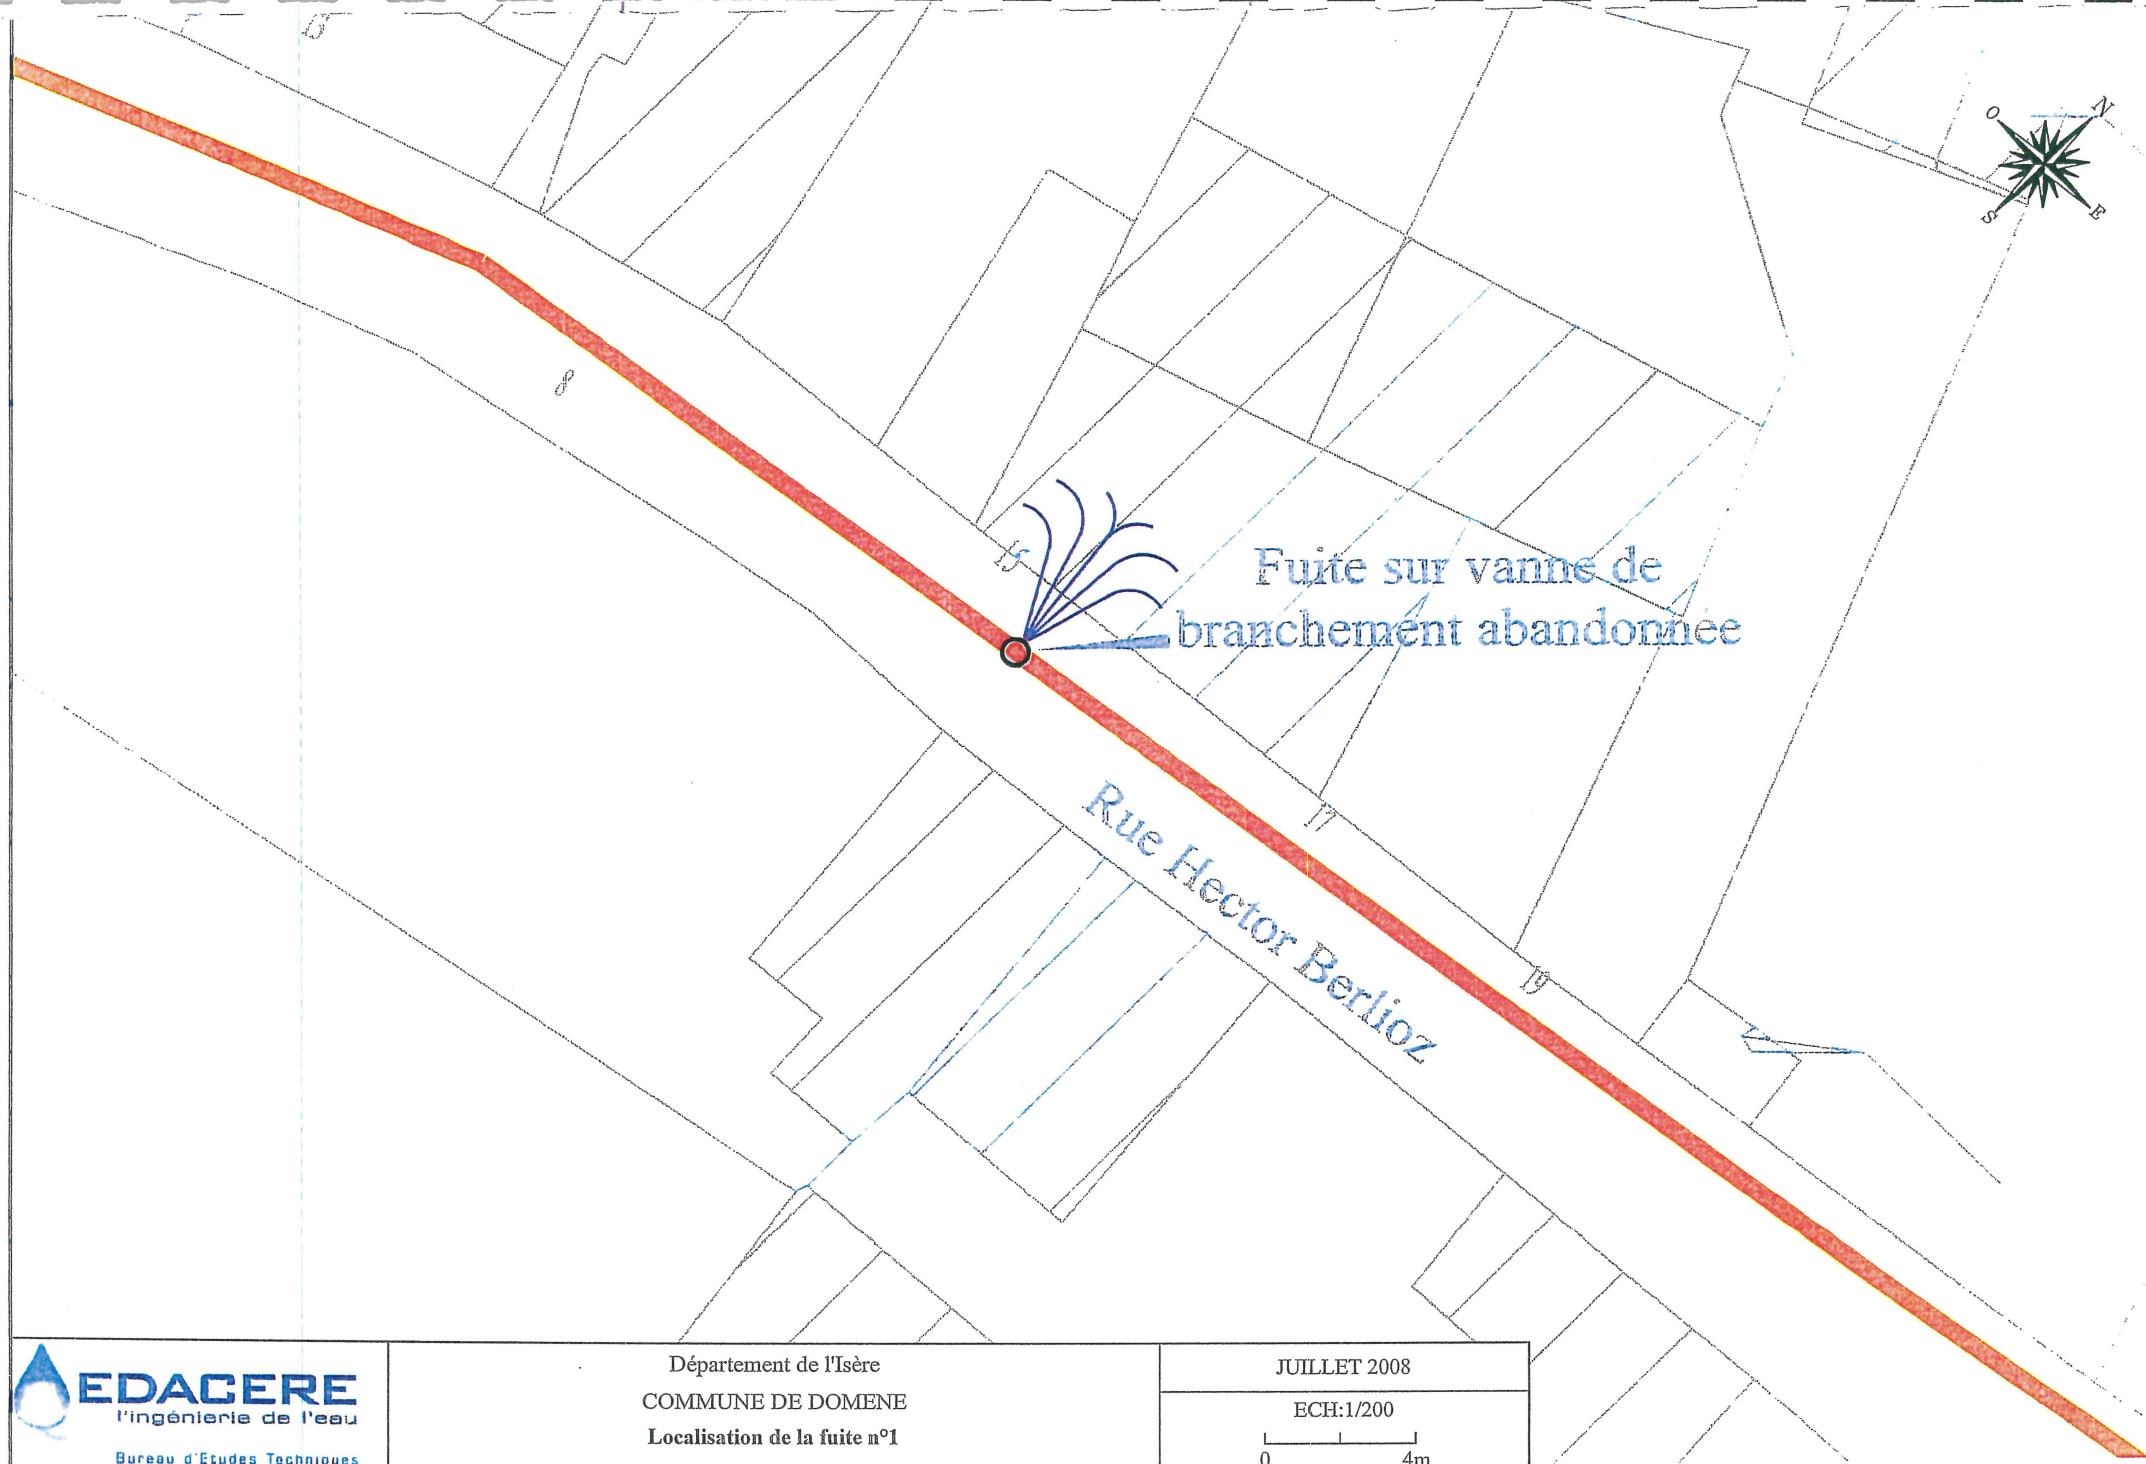 13
O
N
S
E
8
15
Fuite sur vanne de
branchement abandonnée
Rue Hector Berlioz
17
19
EDACERE
l'ingénierie de l'eau
Bureau d'Etudes Techniques
Département de l'Isère
COMMUNE DE DOMENE
Localisation de la fuite n°1
JUILLET 2008
ECH:1/200
0
4m